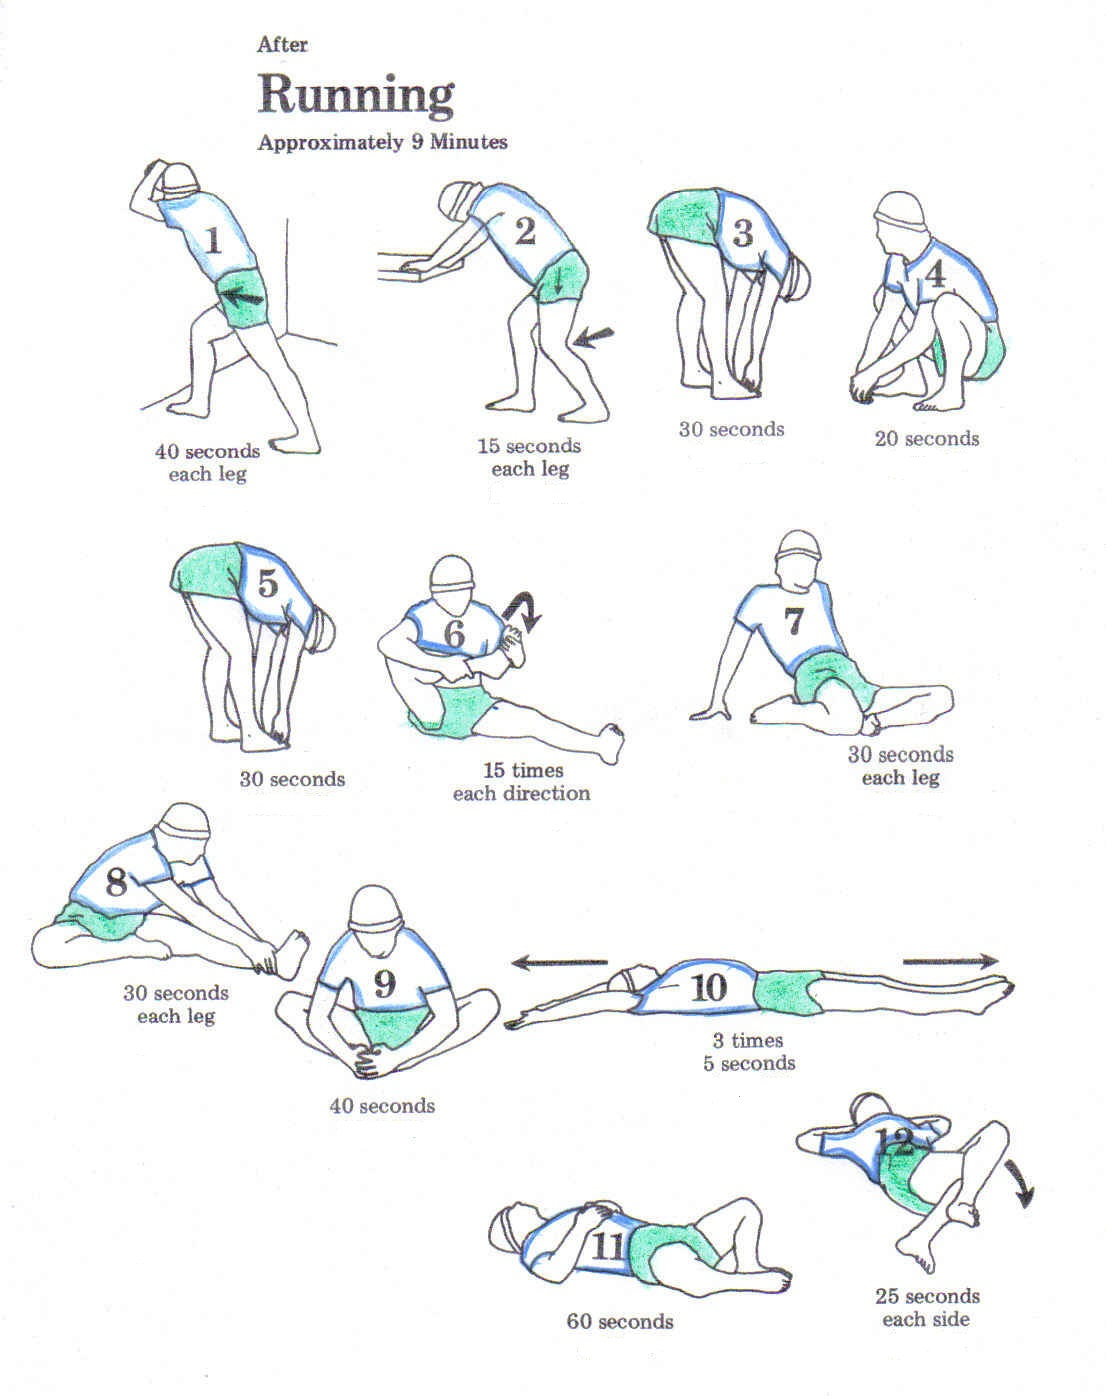 After
Running
Approximately 9 Minutes
1
40 seconds
each leg
2
15 seconds
each leg
3
30 seconds
4
20 seconds
5
30 seconds
6
15 times
each direction
7
30 seconds
each leg
8
30 seconds
each leg
9
40 seconds
10
3 times
5 seconds
11
60 seconds
12
25 seconds
each side